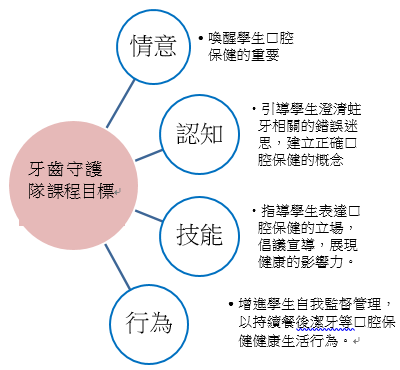 情意
• 喚醒學生口腔
保健的重要
認知
• 引導學生澄清蛀
牙相關的錯誤迷
思，建立正確口
腔保健的概念
牙齒守護
隊課程目標
技能
• 指導學生表達口
腔保健的立場，
倡議宣導，展現
健康的影響力。
行為
• 增進學生自我監督管理，
以持續餐後潔牙等口腔保
健健康生活行為。